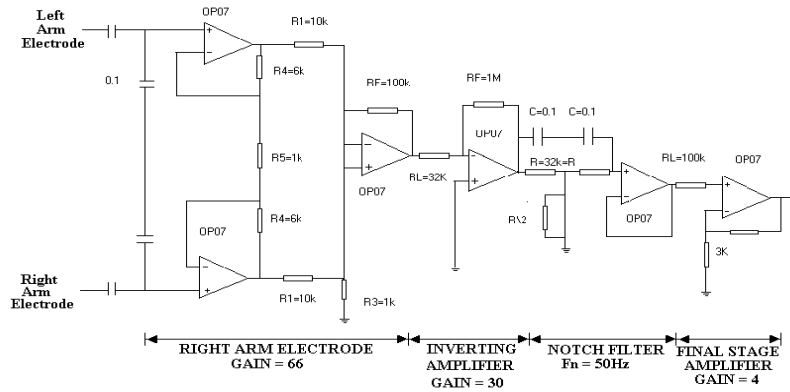 Left
Arm
Electrode
OP07
R1=10k
0.1
R4=6k
RF=100k
RF=1M
C=0.1
C=0.1
OP07
R5=1k
OP07
RL=32K
R=32k=R
RL=100k
OP07
R4=6k
OP07
R\2
OP07
3K
Right
Arm
Electrode
R1=10k
R3=1k
RIGHT ARM ELECTRODE
GAIN = 66
INVERTING
AMPLIFIER
GAIN = 30
NOTCH FILTER
Fn = 50Hz
FINAL STAGE
AMPLIFIER
GAIN = 4